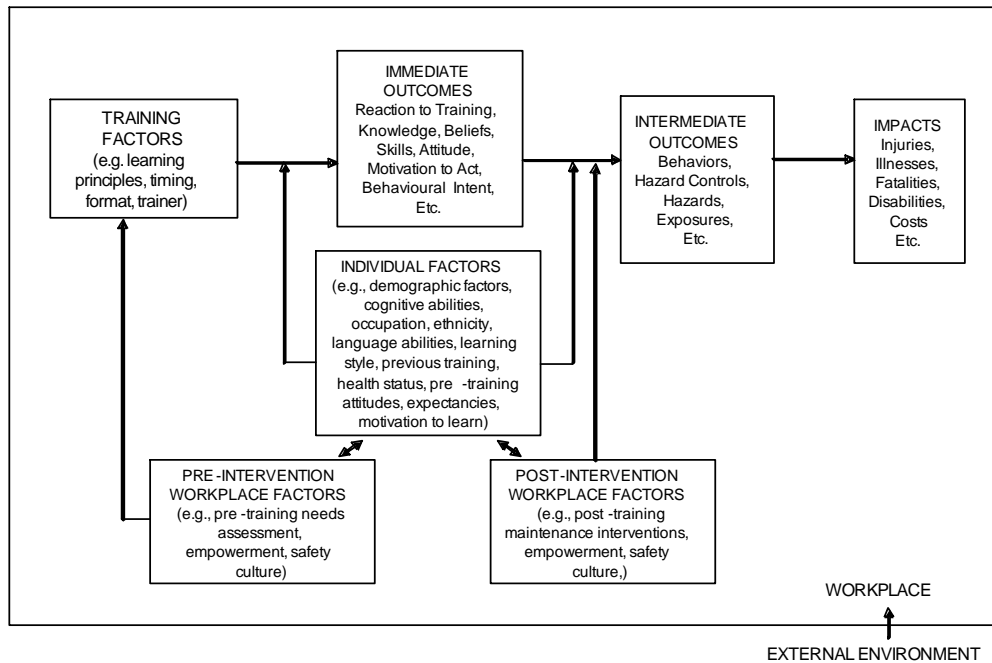 TRAINING
FACTORS
(e.g. learning
principles, timing,
format, trainer)
IMMEDIATE
OUTCOMES
Reaction to Training,
Knowledge, Beliefs,
Skills, Attitude,
Motivation to Act,
Behavioural Intent,
Etc.
INTERMEDIATE
OUTCOMES
Behaviors,
Hazard Controls,
Hazards,
Exposures,
Etc.
IMPACTS
Injuries,
Illnesses,
Fatalities,
Disabilities,
Costs
Etc.
INDIVIDUAL FACTORS
(e.g., demographic factors,
cognitive abilities,
occupation, ethnicity,
language abilities, learning
style, previous training,
health status, pre -training
attitudes, expectancies,
motivation to learn)
PRE-INTERVENTION
WORKPLACE FACTORS
(e.g., pre -training needs
assessment,
empowerment, safety
culture)
POST-INTERVENTION
WORKPLACE FACTORS
(e.g., post -training
maintenance interventions,
empowerment, safety
culture,)
WORKPLACE
EXTERNAL ENVIRONMENT